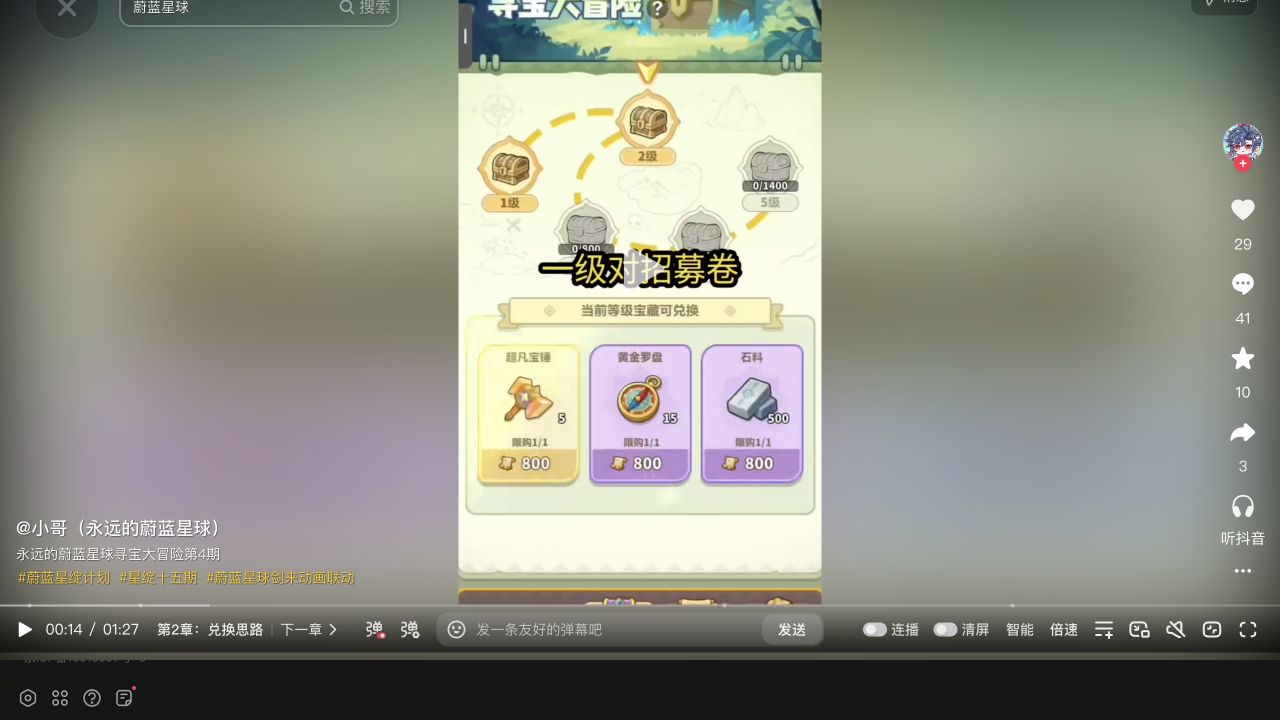 蔚蓝星球
搜索
寻宝大冒险
?
2级
1级
0/1400
5级
0/800
一级对招募卷
当前等级宝藏可兑换
超凡宝锤
黄金罗盘
石料
5
15
500
限购1/1
限购1/1
限购1/1
800
800
800
29
41
10
3
听抖音
@小哥（永远的蔚蓝星球）
永远的蔚蓝星球寻宝大冒险第4期
#蔚蓝星绽计划 #星绽十五期 #蔚蓝星球剑来动画联动
00:14 / 01:27
第2章：兑换思路
下一章
弹
弹
发一条友好的弹幕吧
发送
连播
清屏
智能
倍速